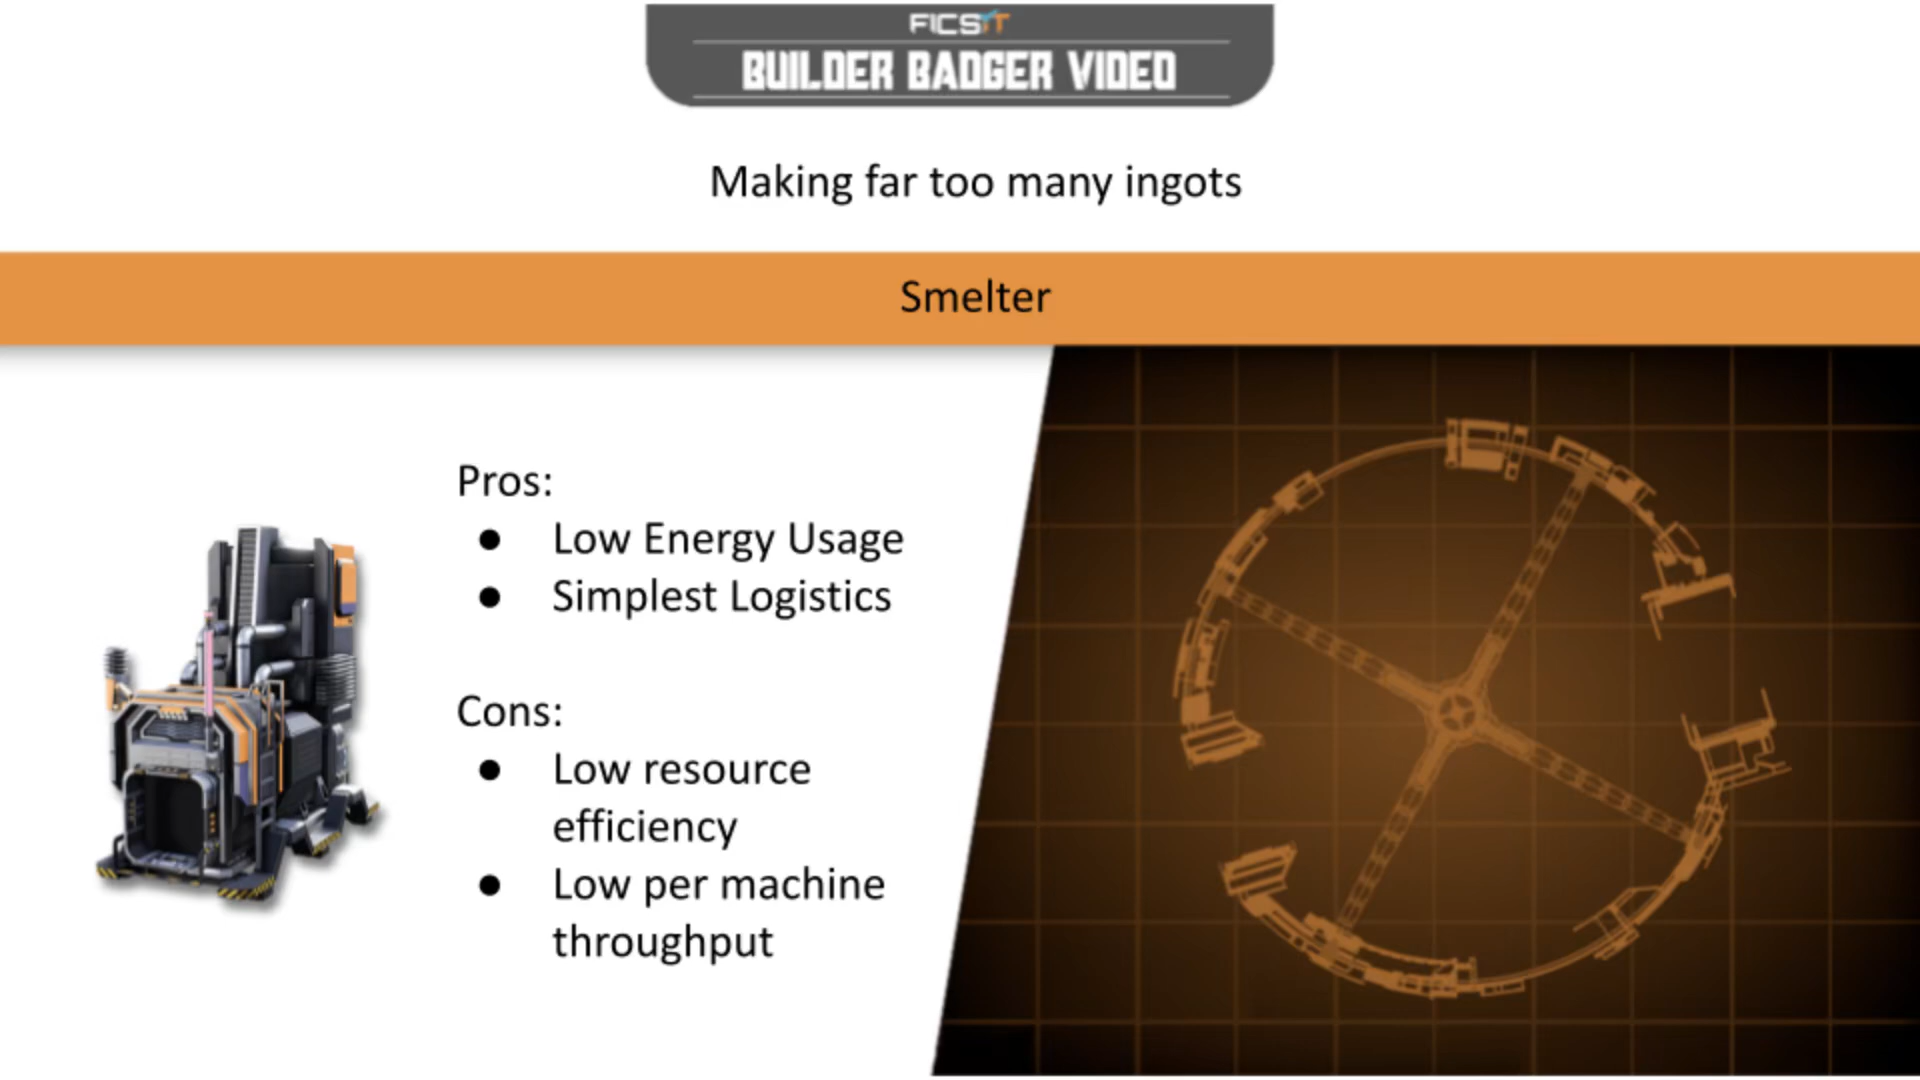 FICSIT
BUILDER BADGER VIDEO
Making far too many ingots
Smelter
Pros:
● Low Energy Usage
● Simplest Logistics
Cons:
● Low resource
efficiency
● Low per machine
throughput